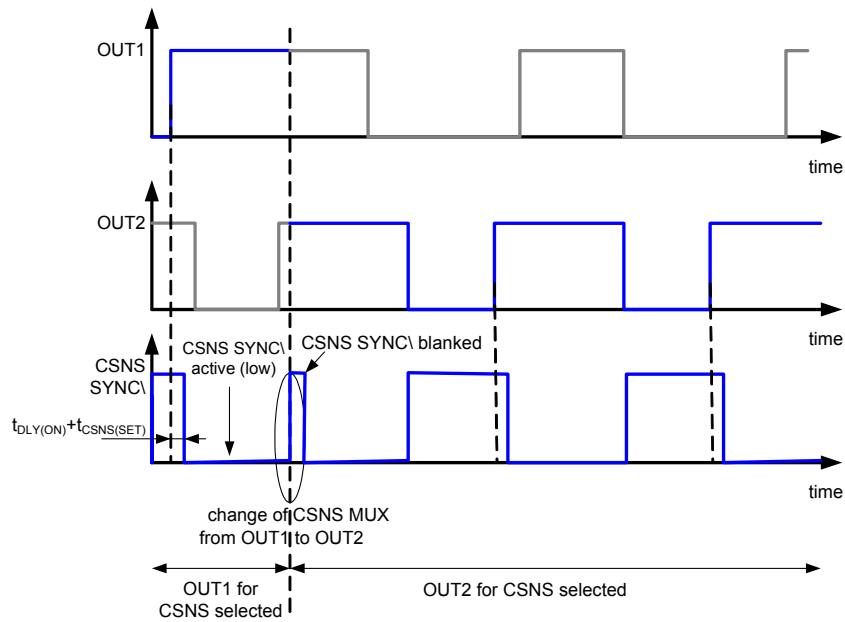 OUT1
time
OUT2
time
CSNS
SYNC\
CSNS SYNC\
active (low)
CSNS SYNC\ blanked
tDLY(ON)+tCSNS(SET)
time
change of CSNS MUX
from OUT1 to OUT2
OUT1 for
CSNS selected
OUT2 for CSNS selected